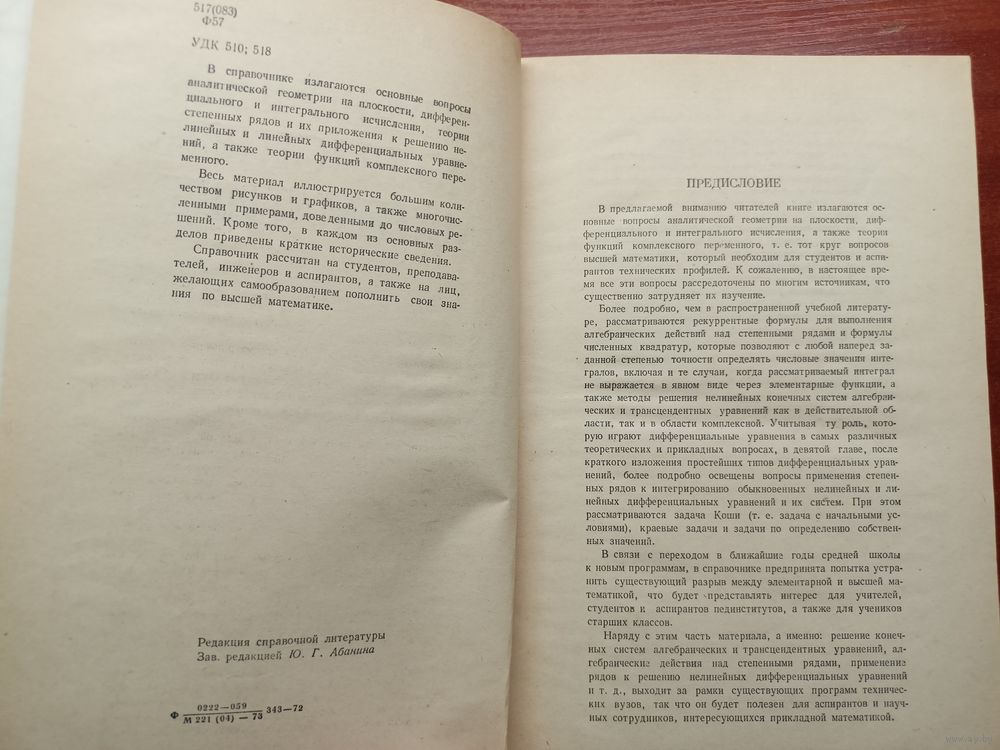 517(083)
Ф57
УДК 510; 518
В справочнике излагаются основные вопросы
аналитической геометрии на плоскости, дифферен-
циального и интегрального исчисления, теории
степенных рядов и их приложения к решению не-
линейных и линейных дифференциальных уравне-
ний, а также теории функций комплексного пере-
менного.
Весь материал иллюстрируется большим коли-
чеством рисунков и графиков, а также многочис-
ленными примерами, доведенными до числовых ре-
шений. Кроме того, в каждом из основных раз-
делов приведены краткие исторические сведения.
Справочник рассчитан на студентов, преподава-
телей, инженеров и аспирантов, а также на лиц,
желающих самообразованием пополнить свои зна-
ния по высшей математике.
Редакция справочной литературы
Зав. редакцией Ю. Г. Абанина
Ф 0222—059
М 221 (04) — 73 343—72
ПРЕДИСЛОВИЕ
В предлагаемой вниманию читателей книге излагаются ос-
новные вопросы аналитической геометрии на плоскости, диф-
ференциального и интегрального исчисления, а также теории
функций комплексного переменного, т. е. тот круг вопросов
высшей математики, который необходим для студентов и аспи-
рантов технических профилей. К сожалению, в настоящее вре-
мя все эти вопросы рассредоточены по многим источникам, что
существенно затрудняет их изучение.
Более подробно, чем в распространенной учебной литерату-
ре, рассматриваются рекуррентные формулы для выполнения
алгебраических действий над степенными рядами и формулы
численных квадратур, которые позволяют с любой наперед за-
данной степенью точности определять числовые значения инте-
гралов, включая и те случаи, когда рассматриваемый интеграл
не выражается в явном виде через элементарные функции, а
также методы решения нелинейных конечных систем алгебраи-
ческих и трансцендентных уравнений как в действительной об-
ласти, так и в области комплексной. Учитывая ту роль, кото-
рую играют дифференциальные уравнения в самых различных
теоретических и прикладных вопросах, в девятой главе, после
краткого изложения простейших типов дифференциальных урав-
нений, более подробно освещены вопросы применения степен-
ных рядов к интегрированию обыкновенных нелинейных и ли-
нейных дифференциальных уравнений и их систем. При этом
рассматриваются задача Коши (т. е. задача с начальными ус-
ловиями), краевые задачи и задачи по определению собствен-
ных значений.
В связи с переходом в ближайшие годы средней школы
к новым программам, в справочнике предпринята попытка устра-
нить существующий разрыв между элементарной и высшей ма-
тематикой, что будет представлять интерес для учителей,
студентов и аспирантов пединститутов, а также для учеников
старших классов.
Наряду с этим часть материала, а именно: решение конеч-
ных систем алгебраических и трансцендентных уравнений, ал-
гебраические действия над степенными рядами, применение
рядов к решению нелинейных дифференциальных уравнений
и т. д., выходит за рамки существующих программ техничес-
ких вузов, так что он будет полезен для аспирантов и науч-
ных сотрудников, интересующихся прикладной математикой.